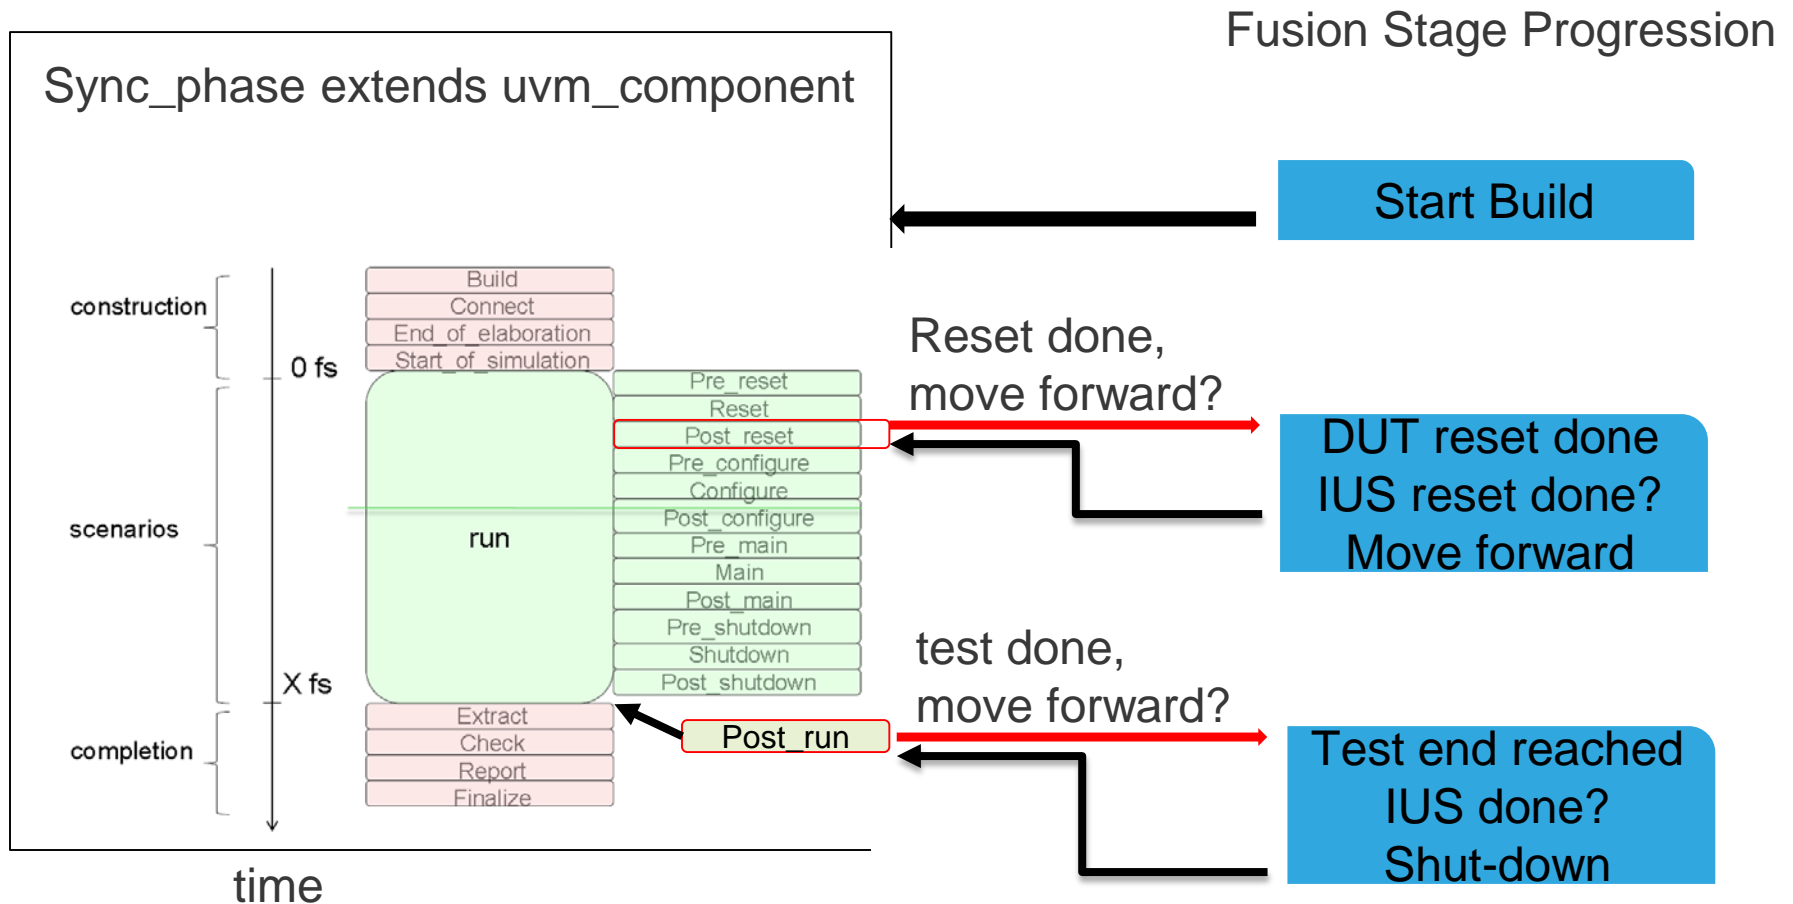 Fusion Stage Progression
Sync_phase extends uvm_component
Start Build
construction
0 fs
Build
Connect
End_of_elaboration
Start_of_simulation
scenarios
run
X fs
Pre_reset
Reset
Post_reset
Pre_configure
Configure
Post_configure
Pre_main
Main
Post_main
Pre_shutdown
Shutdown
Post_shutdown
Reset done,
move forward?
DUT reset done
IUS reset done?
Move forward
completion
Extract
Check
Report
Finalize
Post_run
test done,
move forward?
Test end reached
IUS done?
Shut-down
time